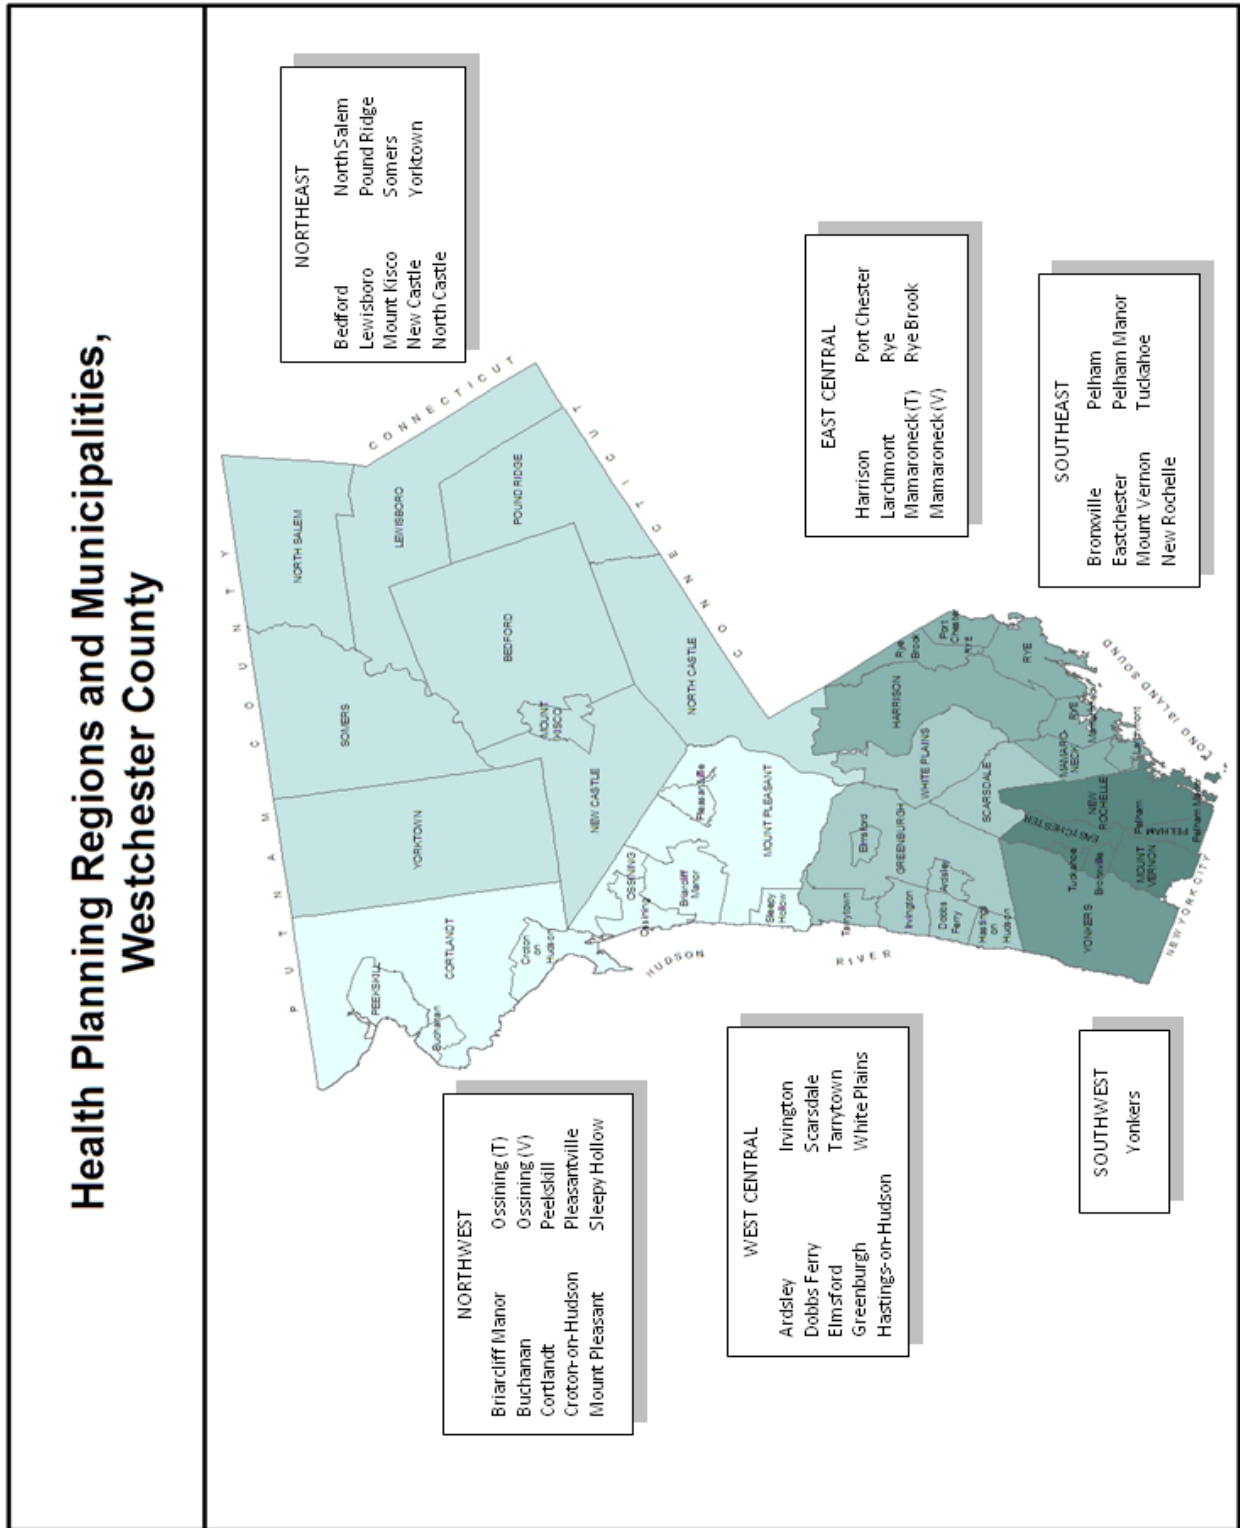 Health Planning Regions and Municipalities,
Westchester County
NORTHWEST
Briarcliff Manor Ossining (T)
Buchanan Ossining (V)
Cortlandt Peekskill
Croton-on-Hudson Pleasantville
Mount Pleasant Sleepy Hollow
WEST CENTRAL
Ardsley Irvington
Dobbs Ferry Scarsdale
Elmsford Tarrytown
Greenburgh White Plains
Hastings-on-Hudson
SOUTHWEST
Yonkers
NORTHEAST
Bedford NorthSalem
Lewisboro Pound Ridge
Mount Kisco Somers
New Castle Yorktown
North Castle
EAST CENTRAL
Harrison Port Chester
Larchmont Rye
Mamaroneck (T) Rye Brook
Mamaroneck (V)
SOUTHEAST
Bronxville Pelham
Eastchester Pelham Manor
Mount Vernon Tuckahoe
New Rochelle
PUTNAM COUNTY
CONNECTICUT
CONNECTICUT
NORTH SALEM
SOMERS
YORKTOWN
LEWISBORO
PEEKSKILL
CORTLANDT
Buchanan
POUND RIDGE
BEDFORD
MOUNT
KISCO
Croton
on
Hudson
NEW CASTLE
OSSINING
Ossining
Briarcliff
Manor
NORTH CASTLE
Pleasantville
MOUNT PLEASANT
Sleepy
Hollow
HUDSON
RIVER
Tarrytown
Elmsford
GREENBURGH
HARRISON
Rye
Brook
Port
Chester
RYE
WHITE PLAINS
Irvington
Dobbs
Ferry
Ardsley
Hastings
on
Hudson
SCARSDALE
RYE
RYE
MAMARO-
NECK
Larchmont
EASTCHESTER
NEW
ROCHELLE
Tuckahoe
Bronxville
YONKERS
MOUNT
VERNON
Pelham
PELHAM
Pelham Manor
NEW YORK CITY
LONG ISLAND SOUND